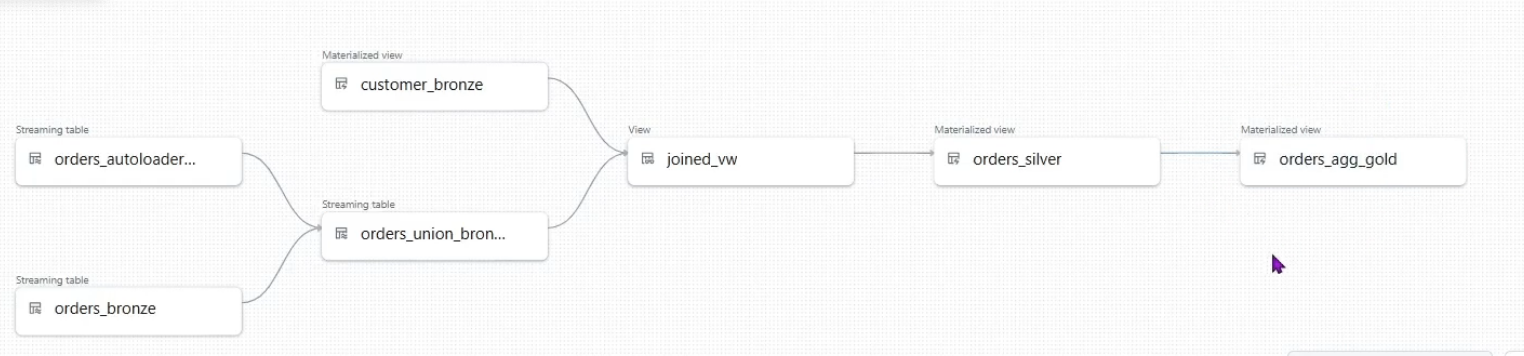 Materialized view
customer_bronze
Streaming table
orders_autoloader...
View
joined_vw
Materialized view
orders_silver
Materialized view
orders_agg_gold
Streaming table
orders_union_bron...
Streaming table
orders_bronze